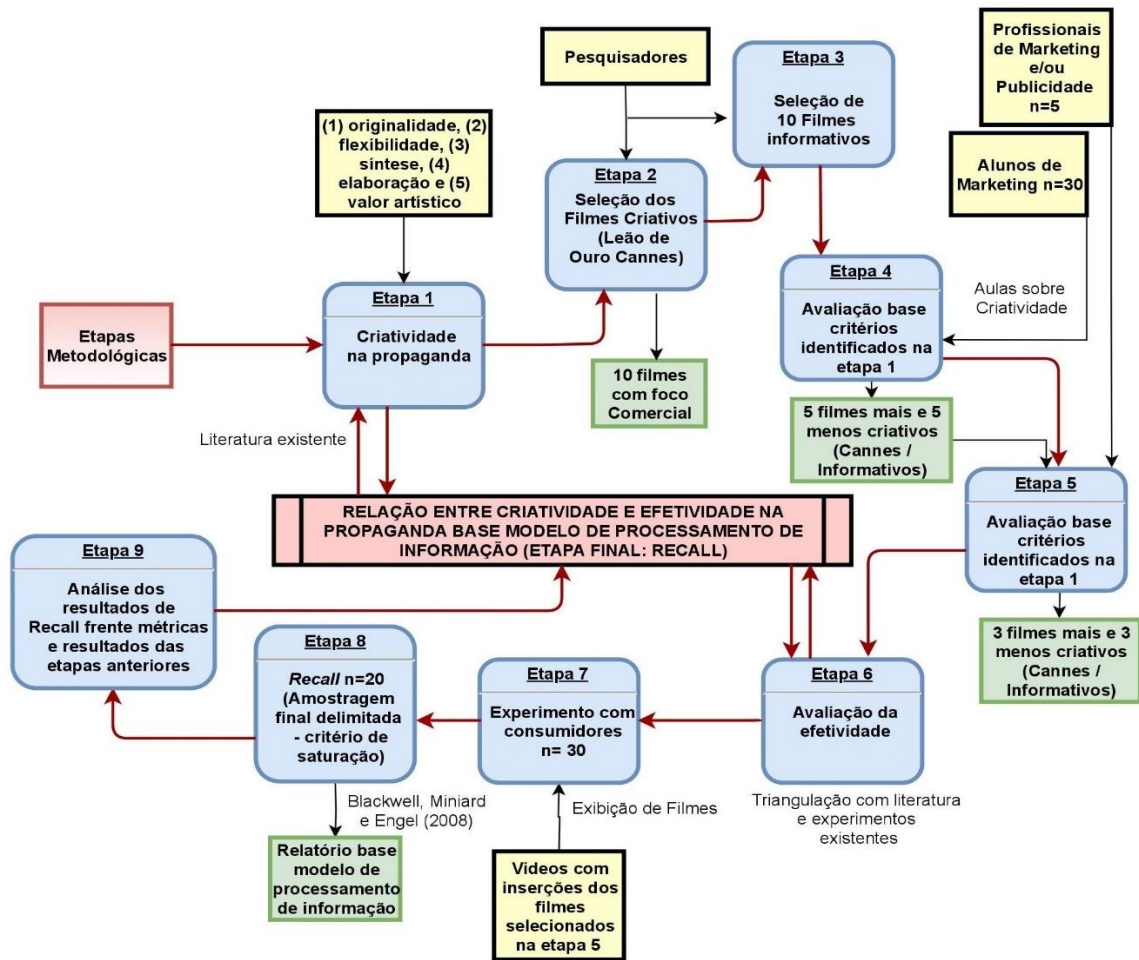 Profissionais
de Marketing
e/ou
Publicidade
n=5
Pesquisadores
Etapa 3
Seleção de
10 Filmes
informativos
(1) originalidade, (2)
flexibilidade, (3)
síntese, (4)
elaboração e (5)
valor artístico
Etapa 2
Seleção dos
Filmes Criativos
(Leão de
Ouro Cannes)
Alunos de
Marketing n=30
Etapas
Metodológicas
Etapa 1
Criatividade
na propaganda
Etapa 4
Avaliação base
critérios
identificados na
etapa 1
Aulas sobre
Criatividade
10 filmes
com foco
Comercial
5 filmes mais e 5
menos criativos
(Cannes /
Informativos)
Literatura existente
RELAÇÃO ENTRE CRIATIVIDADE E EFETIVIDADE NA
PROPAGANDA BASE MODELO DE PROCESSAMENTO DE
INFORMAÇÃO (ETAPA FINAL: RECALL)
Etapa 5
Avaliação base
critérios
identificados na
etapa 1
3 filmes mais e 3
menos criativos
(Cannes /
Informativos)
Etapa 9
Análise dos
resultados de
Recall frente métricas
e resultados das
etapas anteriores
Etapa 8
Recall n=20
(Amostragem
final delimitada
- critério de
saturação)
Etapa 7
Experimento com
consumidores
n= 30
Etapa 6
Avaliação da
efetividade
Blackwell, Miniard
e Engel (2008)
Exibição de Filmes
Triangulação com literatura
e experimentos
existentes
Relatório base
modelo de
processamento
de informação
Videos com
inserções dos
filmes
selecionados
na etapa 5